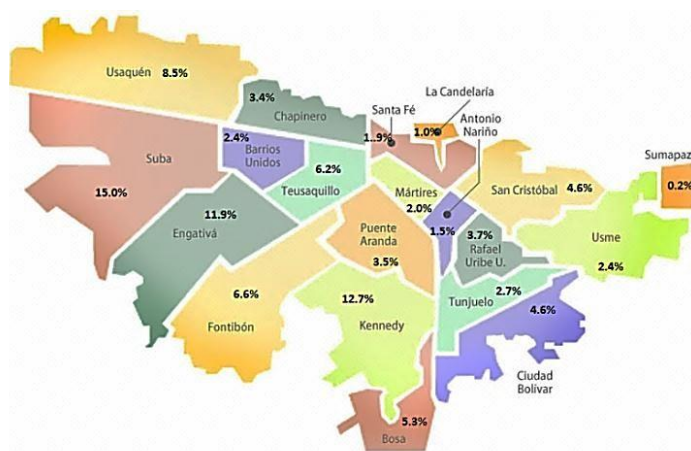 Usaquén 8.5%
3.4%
Chapinero
Santa Fé
La Candelaría
Antonio
Nariño
1..9%
1.0%
2.4%
Barrios
Unidos
Suba
15.0%
6.2%
Teusaquillo
Mártires
2.0%
San Cristóbal 4.6%
Sumapaz
0.2%
11.9%
Engativá
Puente
Aranda
3.5%
1.5%
3.7%
Rafael
Uribe U.
Usme
2.4%
6.6%
Fontibón
12.7%
Kennedy
2.7%
Tunjuelo
4.6%
Ciudad
Bolívar
5.3%
Bosa